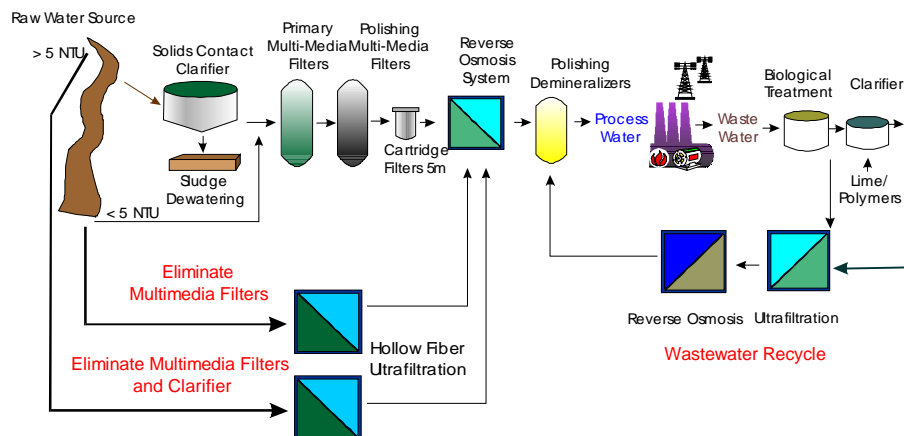 Raw Water Source
> 5 NTU
Solids Contact
Clarifier
Primary
Multi-Media
Filters
Polishing
Multi-Media
Filters
Reverse
Osmosis
System
Polishing
Demineralizers
Biological
Treatment
Clarifier
Process
Water
Waste
Water
Cartridge
Filters 5m
Sludge
Dewatering
Lime/
Polymers
< 5 NTU
Eliminate
Multimedia Filters
Hollow Fiber
Ultrafiltration
Eliminate Multimedia Filters
and Clarifier
Reverse Osmosis
Ultrafiltration
Wastewater Recycle